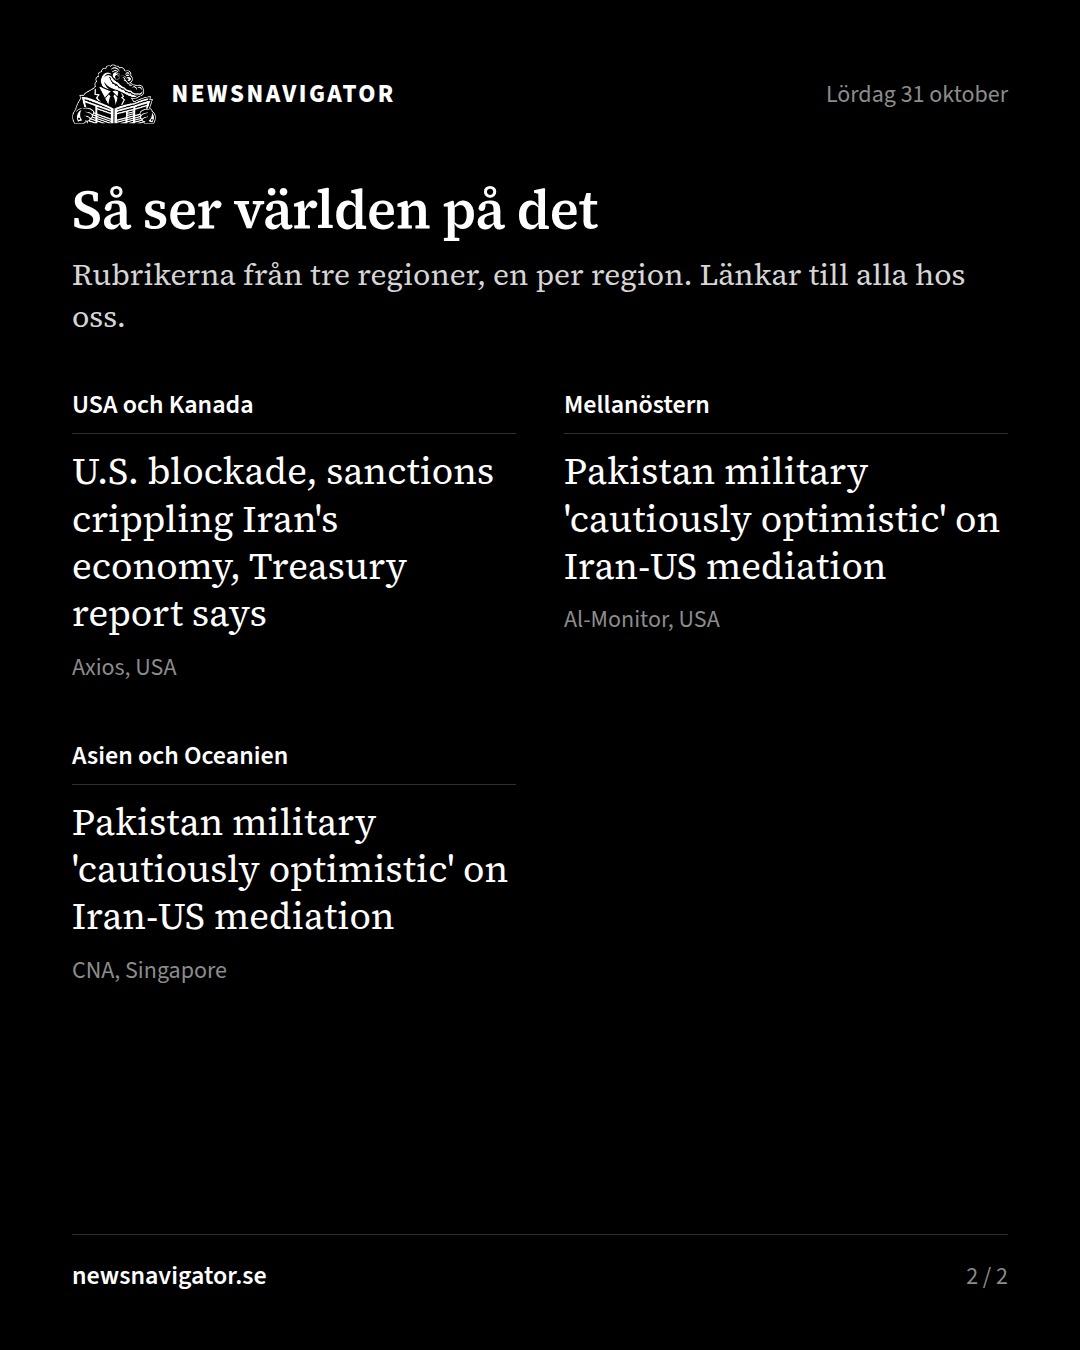 NEWSNAVIGATOR
Lördag 31 oktober
Så ser världen på det
Rubrikerna från tre regioner, en per region. Länkar till alla hos
oss.
USA och Kanada
U.S. blockade, sanctions
crippling Iran's
economy, Treasury
report says
Axios, USA
Mellanöstern
Pakistan military
'cautiously optimistic' on
Iran-US mediation
Al-Monitor, USA
Asien och Oceanien
Pakistan military
'cautiously optimistic' on
Iran-US mediation
CNA, Singapore
newsnavigator.se
2 / 2